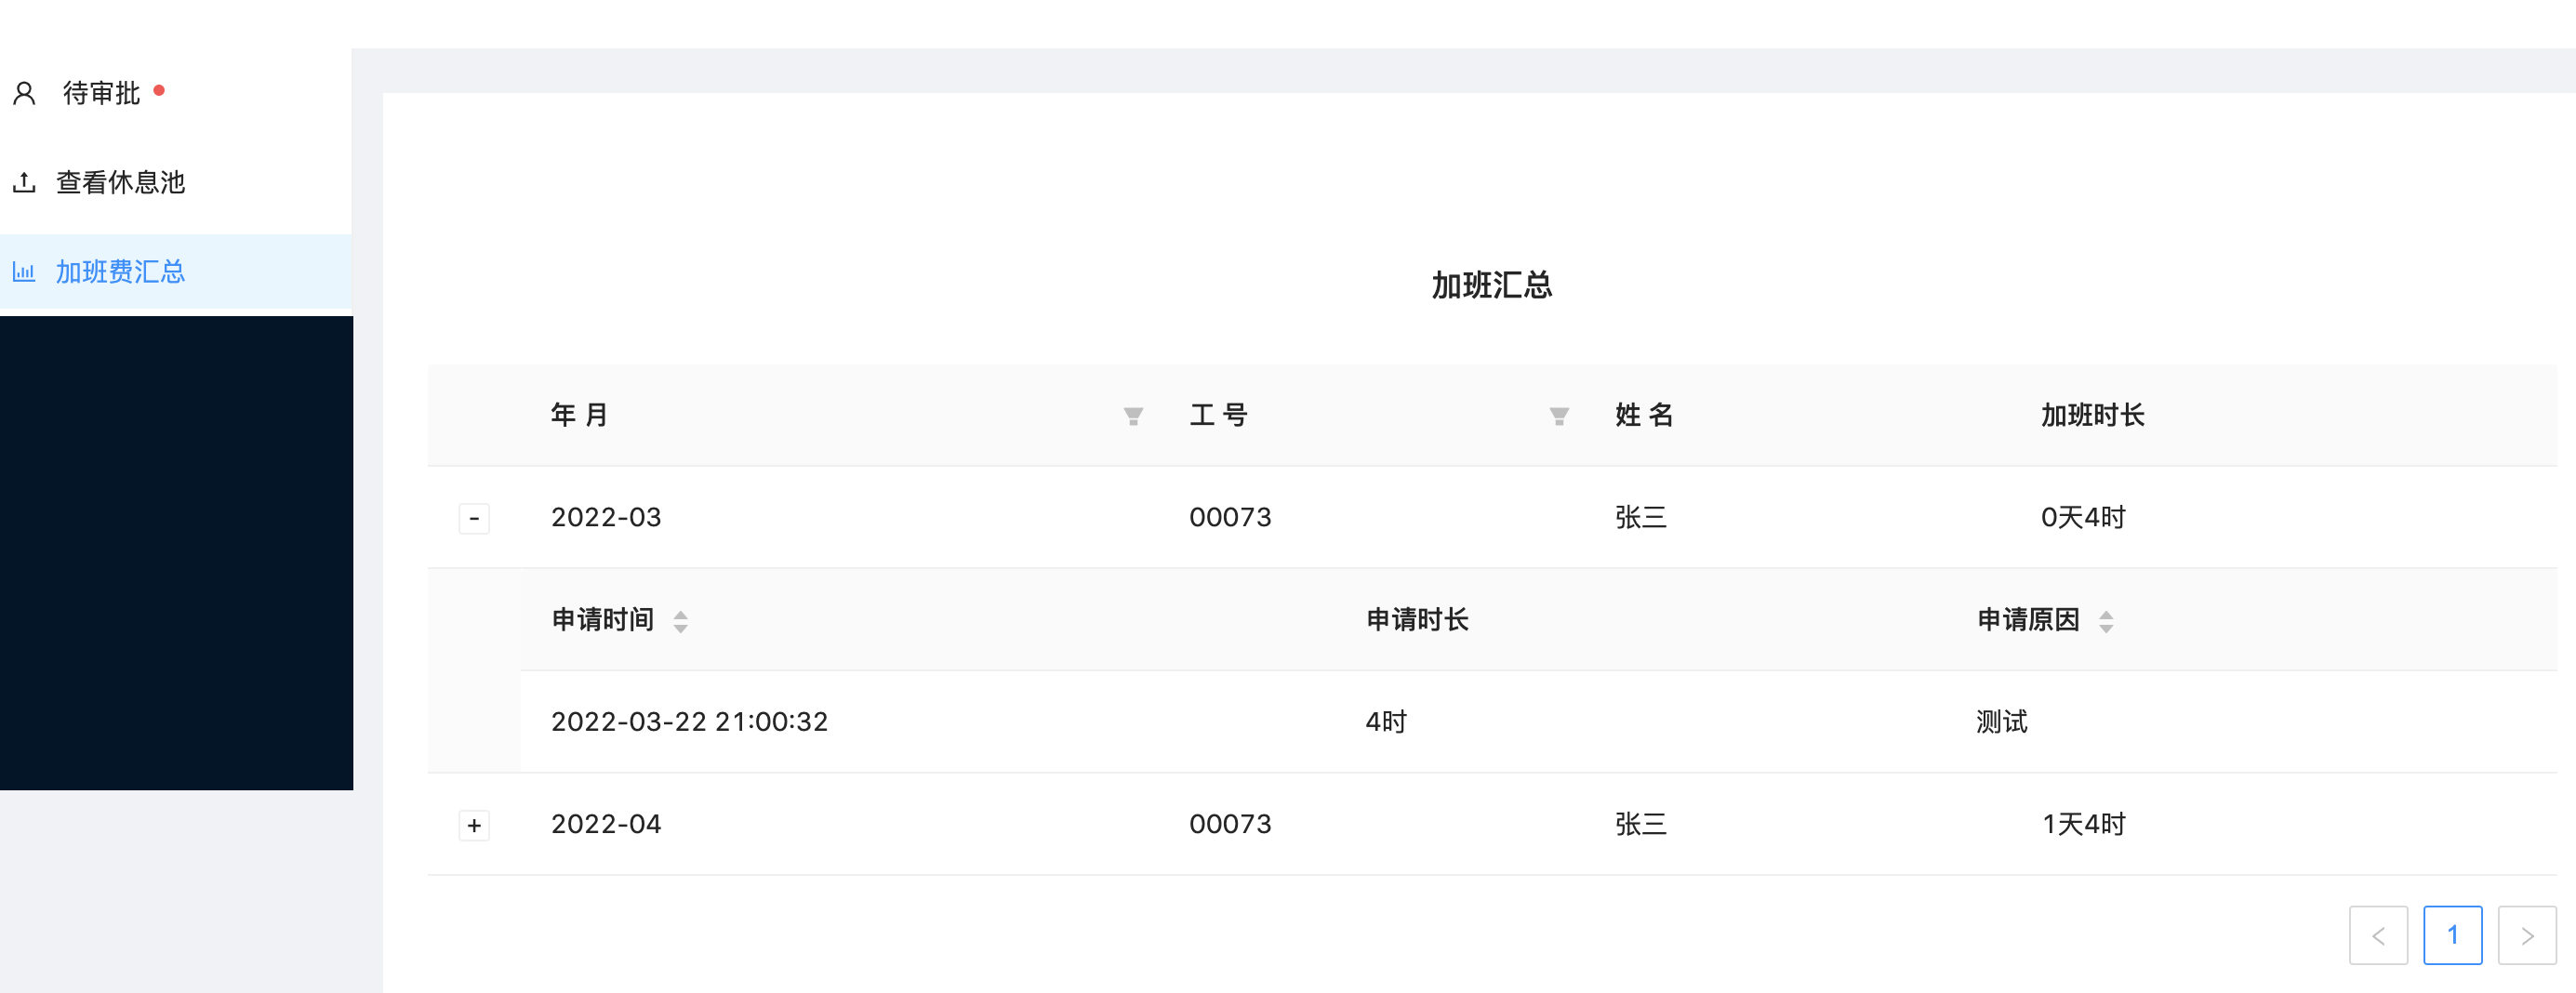 待审批
查看休息池
加班费汇总
加班汇总
年 月 工 号 姓 名 加班时长
- 2022-03 00073 张三 0天4时
申请时间 申请时长 申请原因
2022-03-22 21:00:32 4时 测试
+ 2022-04 00073 张三 1天4时
< 1 >